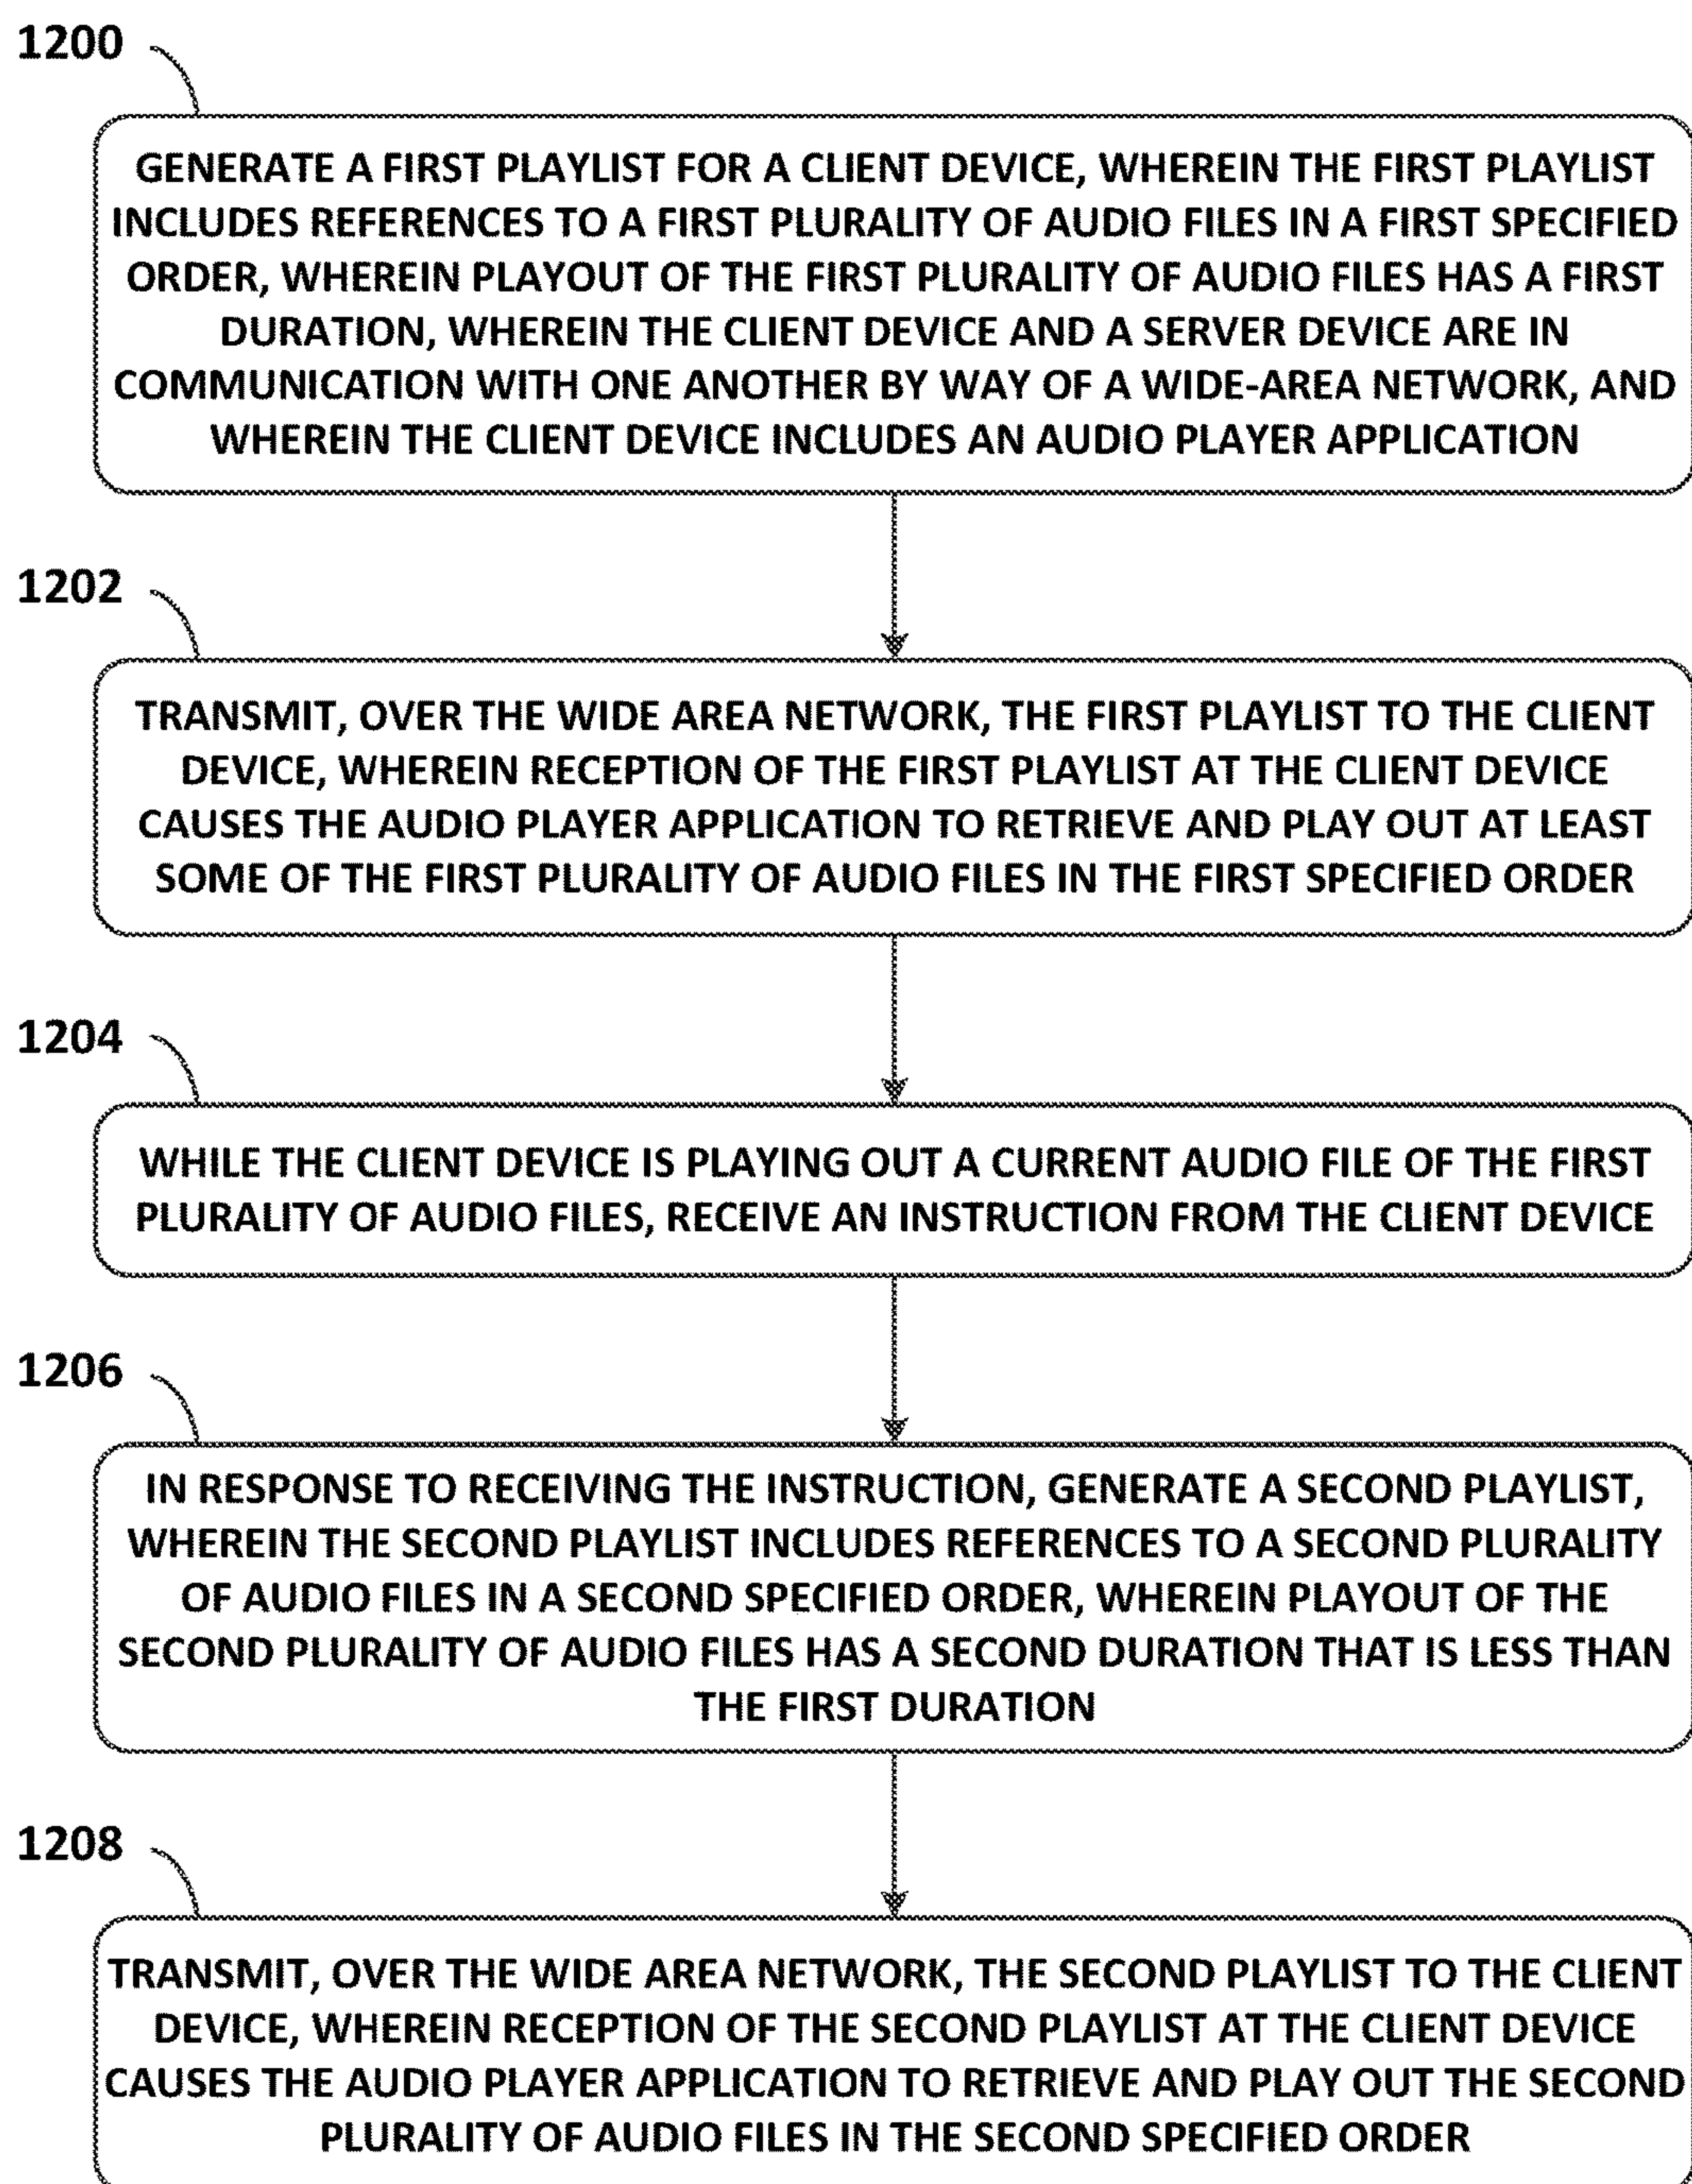 1200
GENERATE A FIRST PLAYLIST FOR A CLIENT DEVICE, WHEREIN THE FIRST PLAYLIST
INCLUDES REFERENCES TO A FIRST PLURALITY OF AUDIO FILES IN A FIRST SPECIFIED
ORDER, WHEREIN PLAYOUT OF THE FIRST PLURALITY OF AUDIO FILES HAS A FIRST
DURATION, WHEREIN THE CLIENT DEVICE AND A SERVER DEVICE ARE IN
COMMUNICATION WITH ONE ANOTHER BY WAY OF A WIDE-AREA NETWORK, AND
WHEREIN THE CLIENT DEVICE INCLUDES AN AUDIO PLAYER APPLICATION
1202
TRANSMIT, OVER THE WIDE AREA NETWORK, THE FIRST PLAYLIST TO THE CLIENT
DEVICE, WHEREIN RECEPTION OF THE FIRST PLAYLIST AT THE CLIENT DEVICE
CAUSES THE AUDIO PLAYER APPLICATION TO RETRIEVE AND PLAY OUT AT LEAST
SOME OF THE FIRST PLURALITY OF AUDIO FILES IN THE FIRST SPECIFIED ORDER
1204
WHILE THE CLIENT DEVICE IS PLAYING OUT A CURRENT AUDIO FILE OF THE FIRST
PLURALITY OF AUDIO FILES, RECEIVE AN INSTRUCTION FROM THE CLIENT DEVICE
1206
IN RESPONSE TO RECEIVING THE INSTRUCTION, GENERATE A SECOND PLAYLIST,
WHEREIN THE SECOND PLAYLIST INCLUDES REFERENCES TO A SECOND PLURALITY
OF AUDIO FILES IN A SECOND SPECIFIED ORDER, WHEREIN PLAYOUT OF THE
SECOND PLURALITY OF AUDIO FILES HAS A SECOND DURATION THAT IS LESS THAN
THE FIRST DURATION
1208
TRANSMIT, OVER THE WIDE AREA NETWORK, THE SECOND PLAYLIST TO THE CLIENT
DEVICE, WHEREIN RECEPTION OF THE SECOND PLAYLIST AT THE CLIENT DEVICE
CAUSES THE AUDIO PLAYER APPLICATION TO RETRIEVE AND PLAY OUT THE SECOND
PLURALITY OF AUDIO FILES IN THE SECOND SPECIFIED ORDER